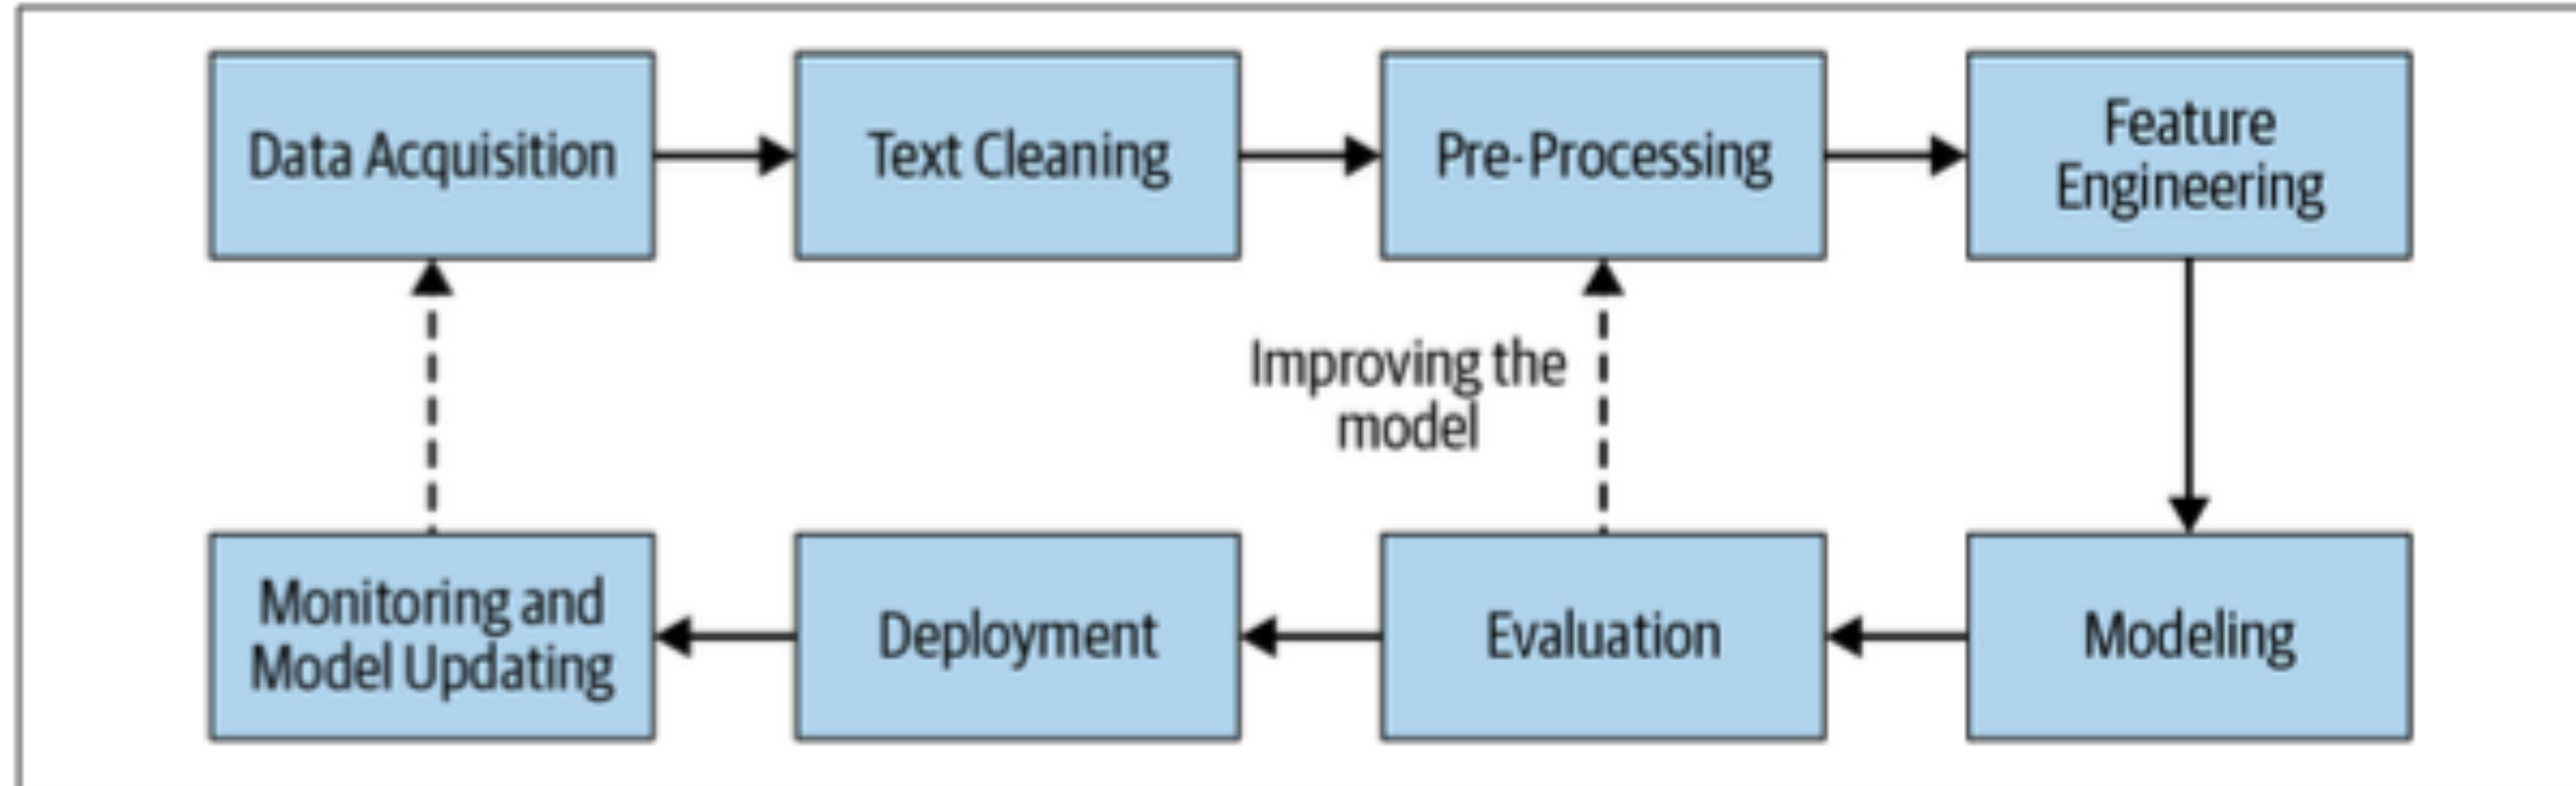 Data Acquisition
Text Cleaning
Pre-Processing
Feature
Engineering
Improving the
model
Monitoring and
Model Updating
Deployment
Evaluation
Modeling